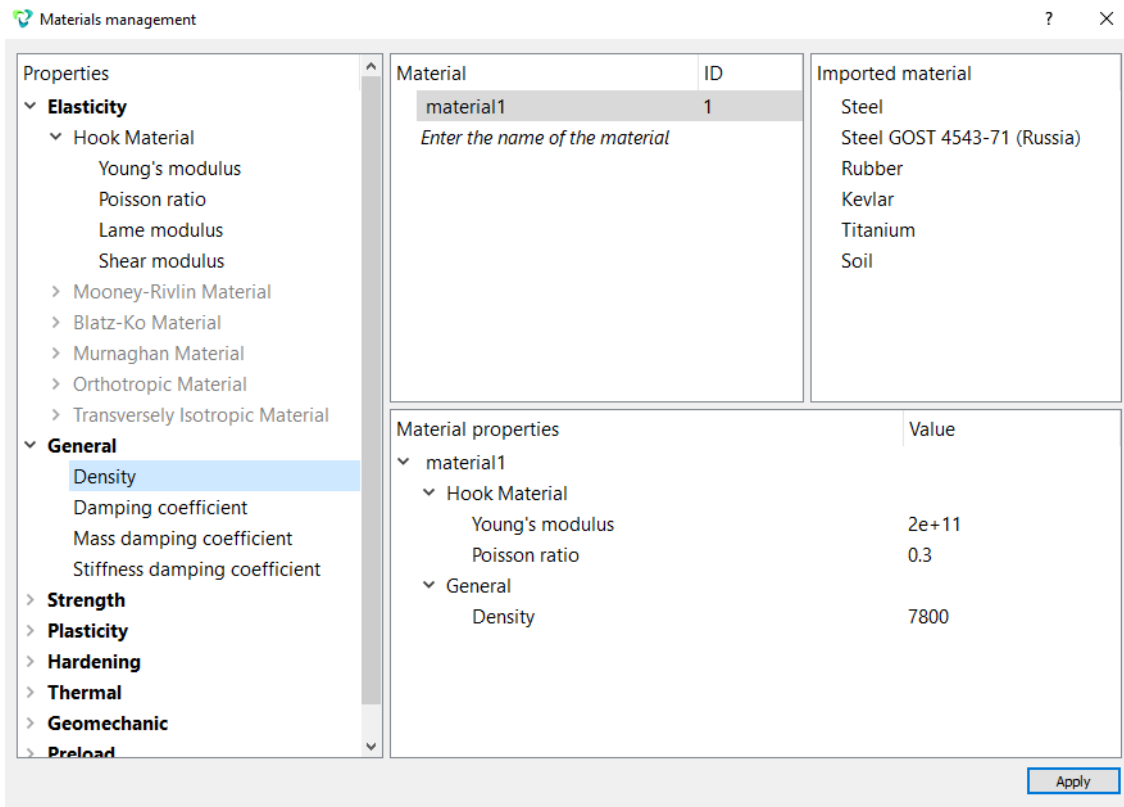 Materials management
?
Properties
Elasticity
Hook Material
Young's modulus
Poisson ratio
Lame modulus
Shear modulus
Mooney-Rivlin Material
Blatz-Ko Material
Murnaghan Material
Orthotropic Material
Transversely Isotropic Material
General
Density
Damping coefficient
Mass damping coefficient
Stiffness damping coefficient
Strength
Plasticity
Hardening
Thermal
Geomechanic
Preload
Material ID
material1 1
Enter the name of the material
Imported material
Steel
Steel GOST 4543-71 (Russia)
Rubber
Kevlar
Titanium
Soil
Material properties Value
material1
Hook Material
Young's modulus 2e+11
Poisson ratio 0.3
General
Density 7800
Apply